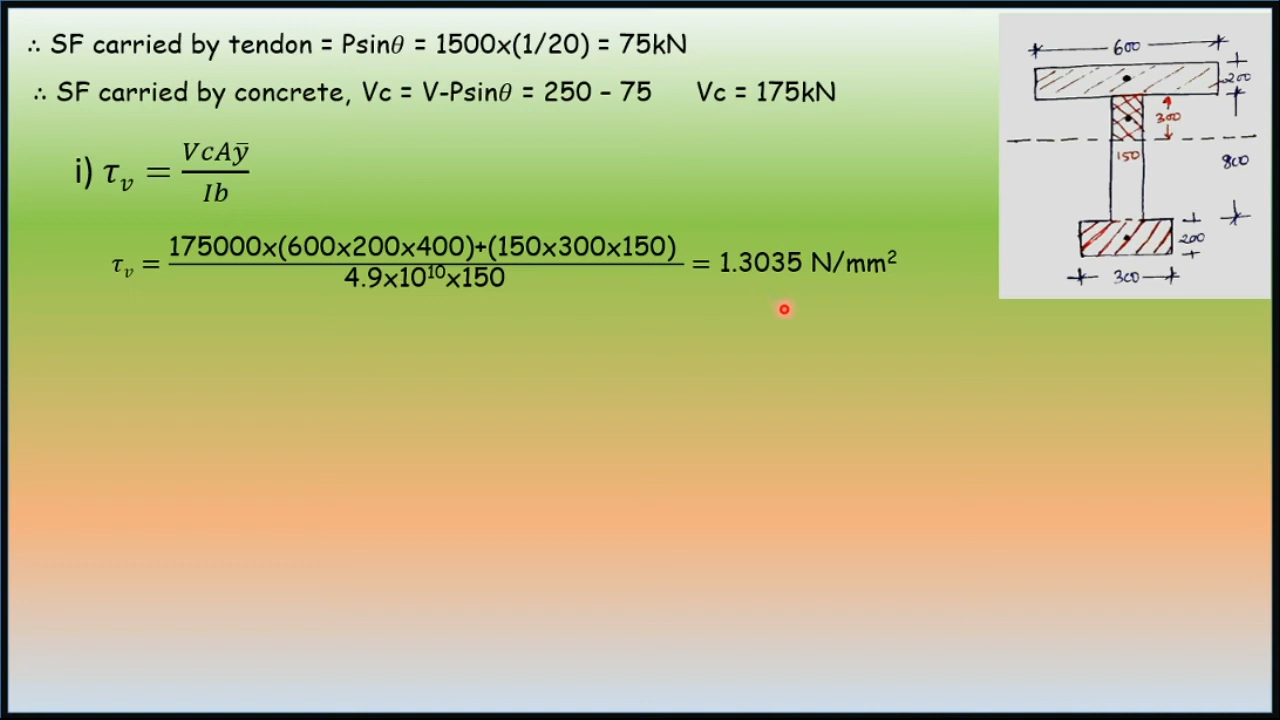 ∴ SF carried by tendon = Psinθ = 1500x(1/20) = 75kN
∴ SF carried by concrete, Vc = V-Psinθ = 250 – 75 Vc = 175kN
i) τᵥ = VcAȳ / Ib
τᵥ = 175000x(600x200x400)+(150x300x150) / 4.9x10¹⁰x150 = 1.3035 N/mm²
600
200
300
150
800
200
300